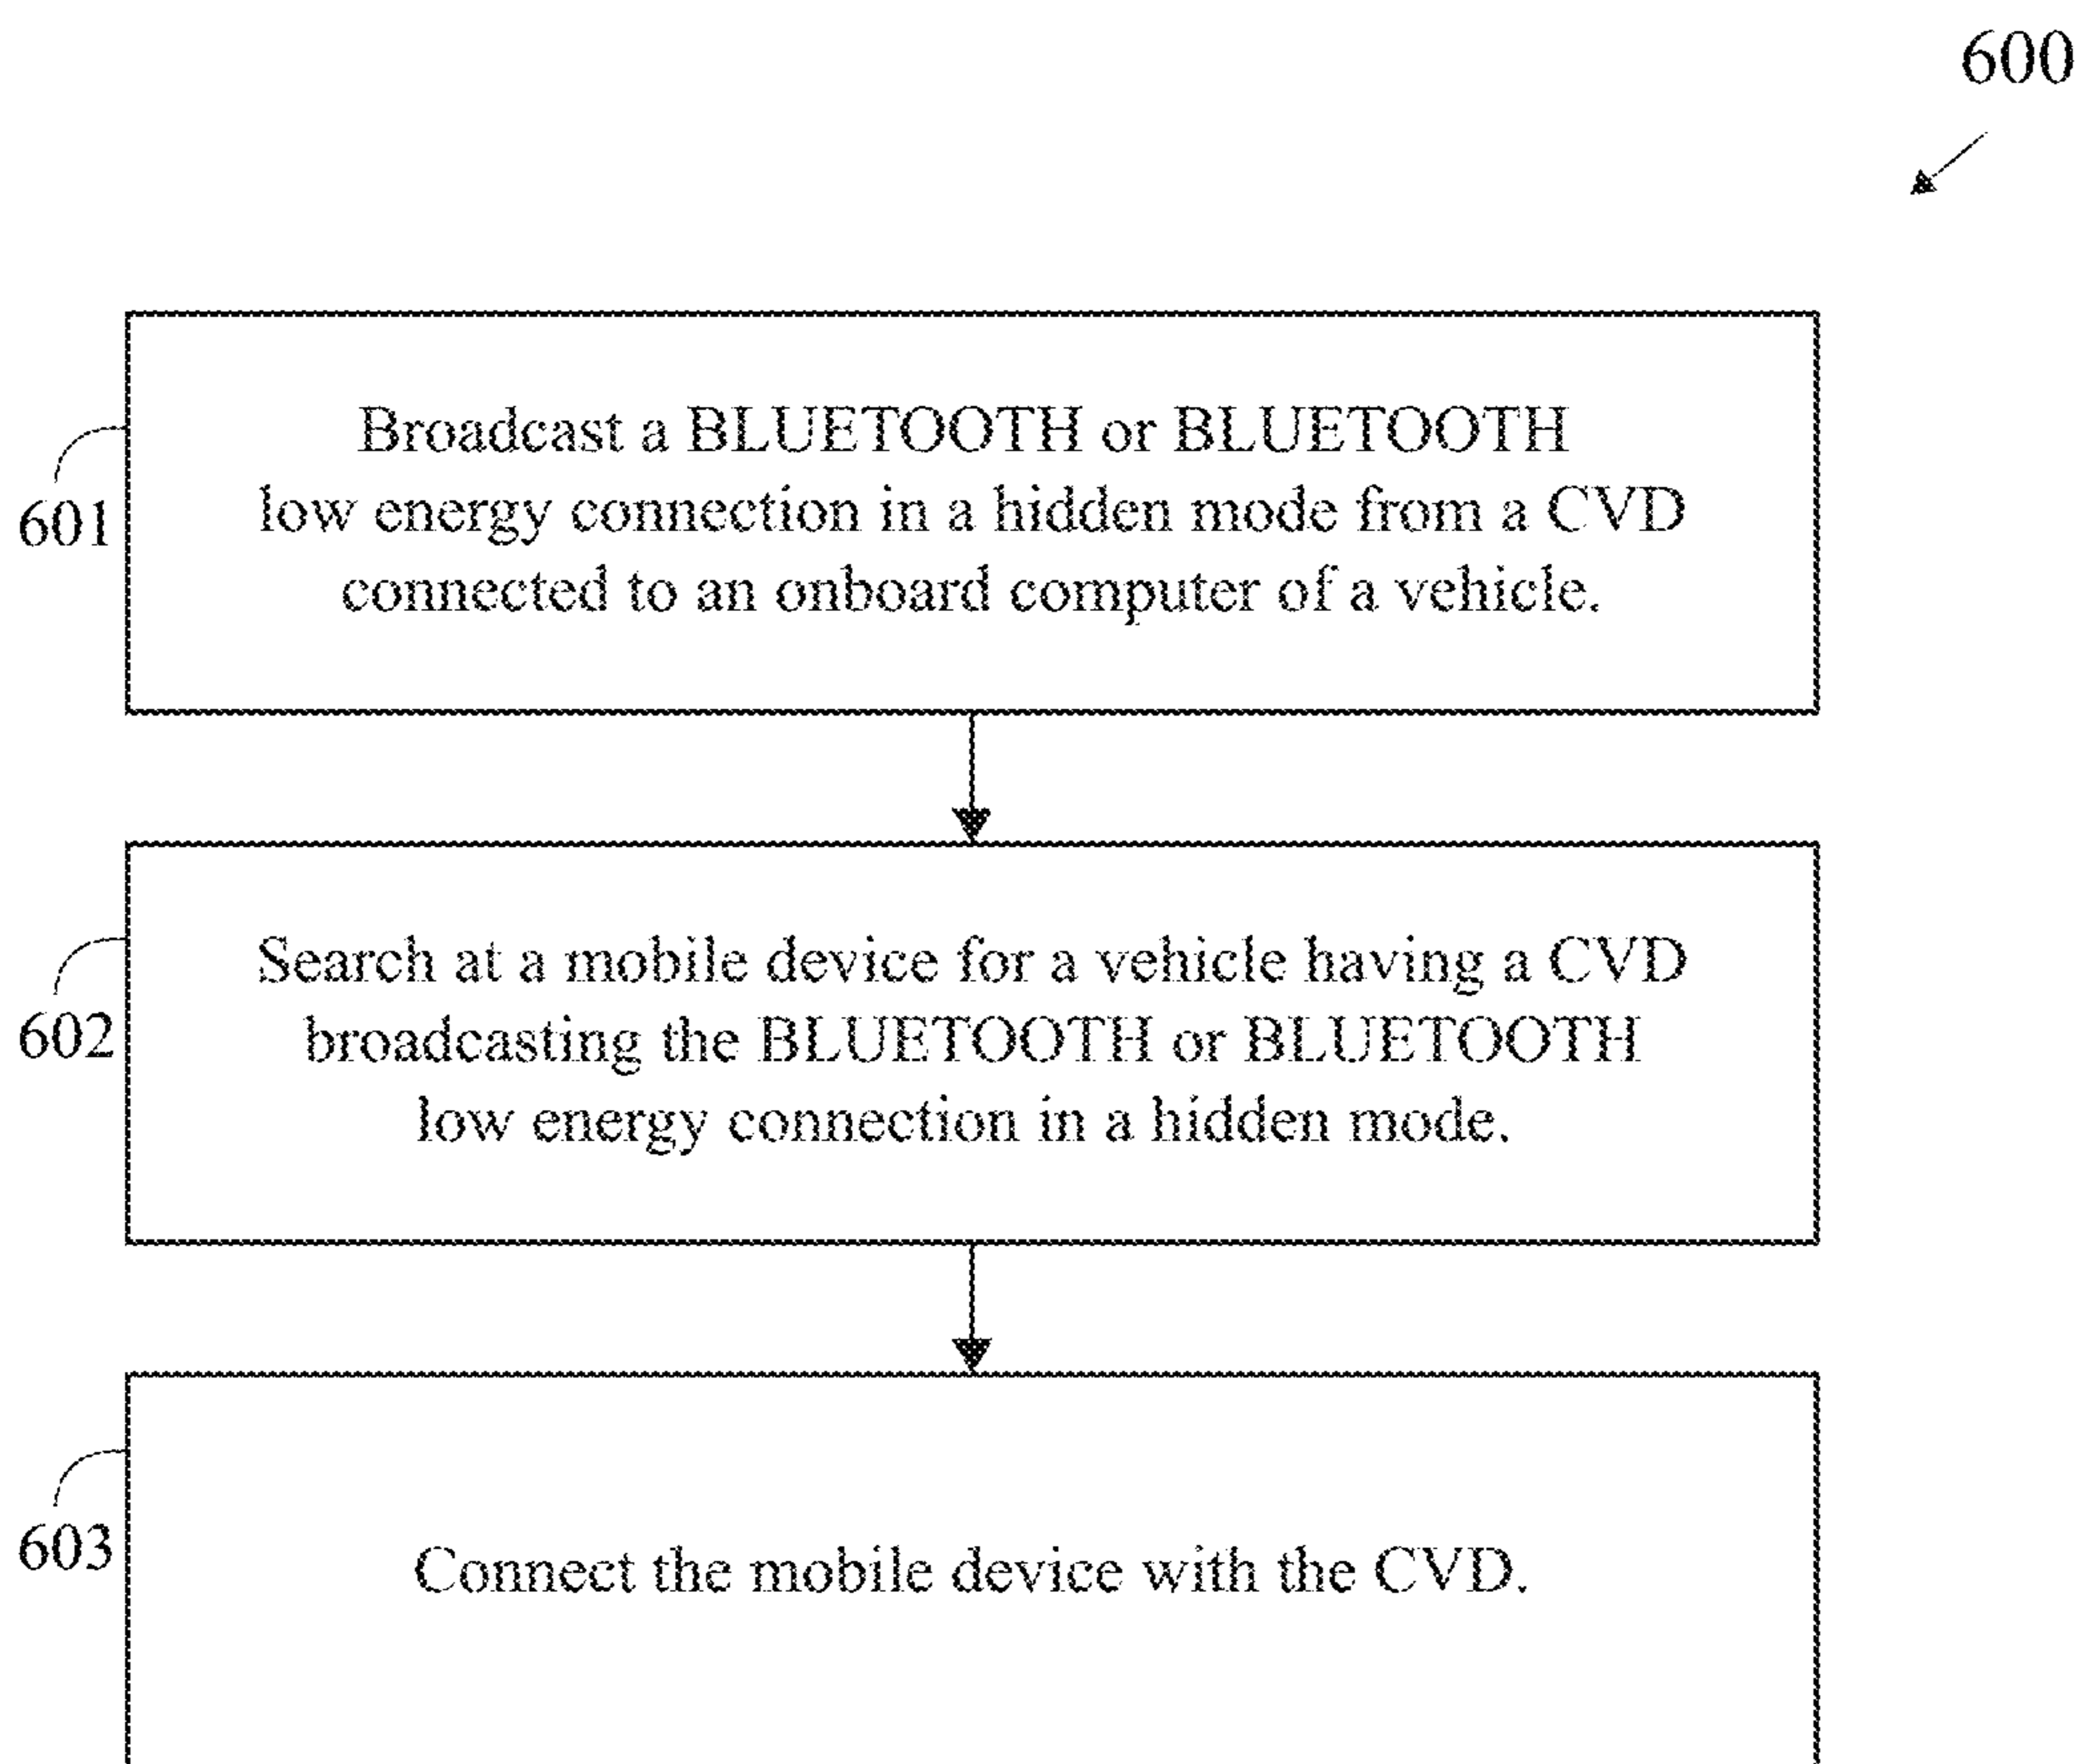 600
Broadcast a BLUETOOTH or BLUETOOTH
low energy connection in a hidden mode from a CVD
connected to an onboard computer of a vehicle.
601
Search at a mobile device for a vehicle having a CVD
broadcasting the BLUETOOTH or BLUETOOTH
low energy connection in a hidden mode.
602
Connect the mobile device with the CVD.
603